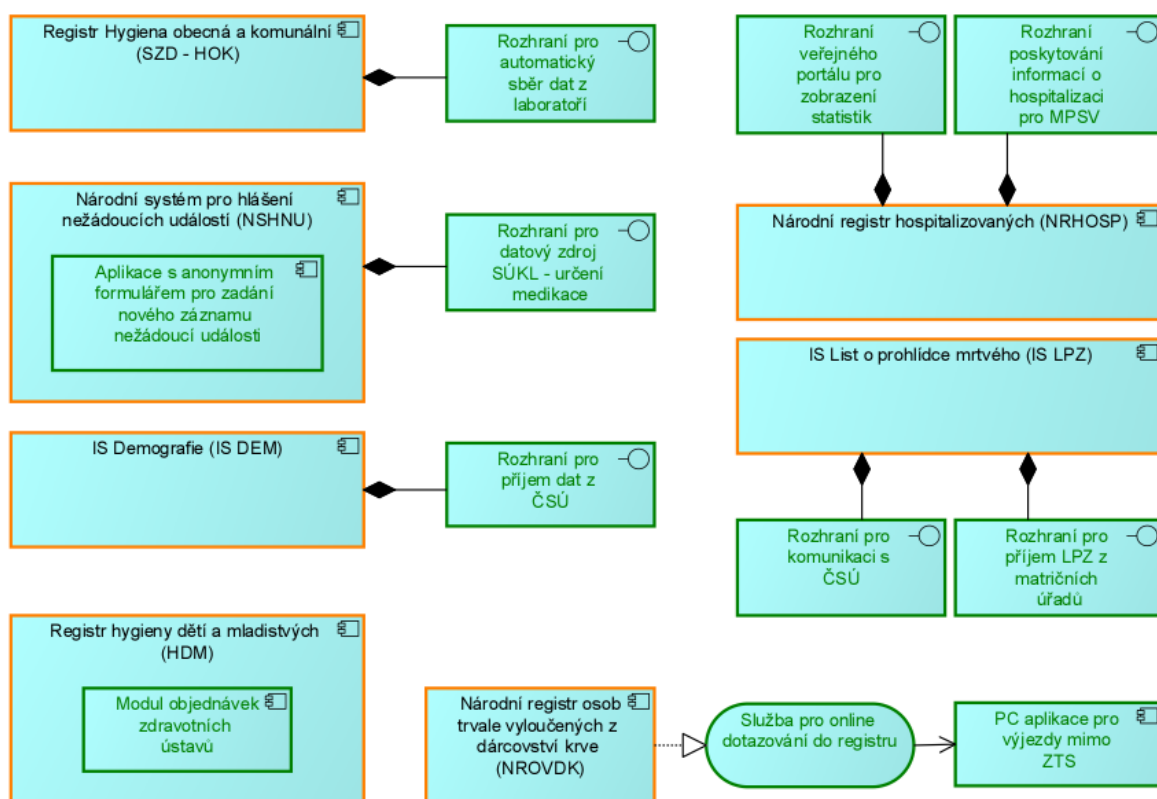 Registr Hygiena obecná a komunální
(SZD - HOK)
Rozhraní pro
automatický
sběr dat z
laboratoří
Rozhraní
veřejného
portálu pro
zobrazení
statistik
Rozhraní
poskytování
informací o
hospitalizaci
pro MPSV
Národní systém pro hlášení
nežádoucích událostí (NSHNU)
Aplikace s anonymním
formulářem pro zadání
nového záznamu
nežádoucí události
Rozhraní pro
datový zdroj
SÚKL - určení
medikace
Národní registr hospitalizovaných (NRHOSP)
IS List o prohlídce mrtvého (IS LPZ)
IS Demografie (IS DEM)
Rozhraní pro
příjem dat z
ČSÚ
Rozhraní pro
komunikaci s
ČSÚ
Rozhraní pro
příjem LPZ z
matričních
úřadů
Registr hygieny dětí a mladistvých
(HDM)
Modul objednávek
zdravotních
ústavů
Národní registr osob
trvale vyloučených z
dárcovství krve
(NROVDK)
Služba pro online
dotazování do registru
PC aplikace pro
výjezdy mimo
ZTS